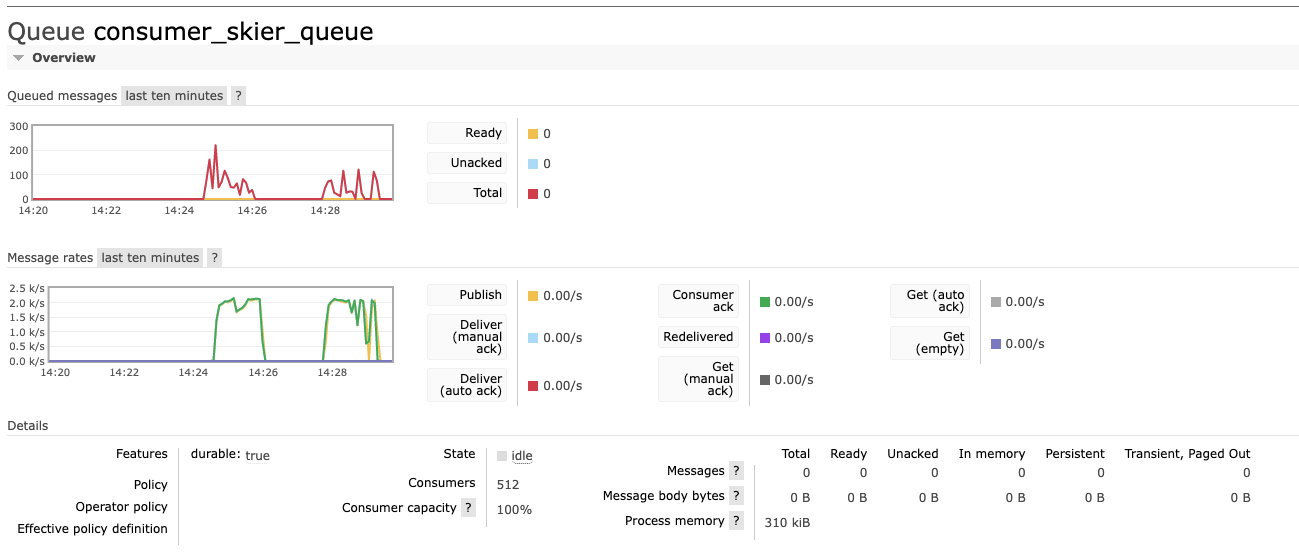 Queue consumer_skier_queue
Overview
Queued messages last ten minutes ?
300
200
100
0
14:20 14:22 14:24 14:26 14:28
Ready 0
Unacked 0
Total 0
Message rates last ten minutes ?
2.5 k/s
2.0 k/s
1.5 k/s
1.0 k/s
0.5 k/s
0.0 k/s
14:20 14:22 14:24 14:26 14:28
Publish 0.00/s
Deliver
(manual
ack) 0.00/s
Deliver
(auto ack) 0.00/s
Consumer
ack 0.00/s
Redelivered 0.00/s
Get
(manual
ack) 0.00/s
Get (auto
ack) 0.00/s
Get
(empty) 0.00/s
Details
Features durable: true
Policy
Operator policy
Effective policy definition
State idle
Consumers 512
Consumer capacity ? 100%
Total Ready Unacked In memory Persistent Transient, Paged Out
Messages ? 0 0 0 0 0 0
Message body bytes ? 0 B 0 B 0 B 0 B 0 B 0 B
Process memory ? 310 kiB